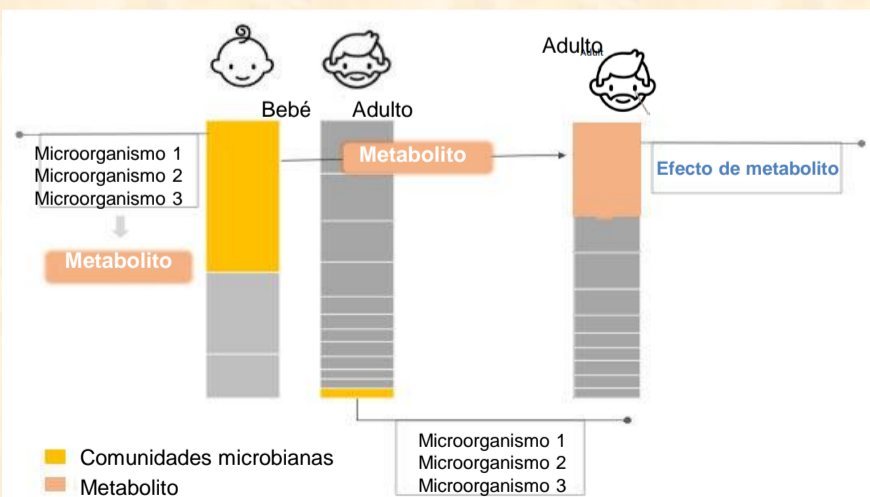 Adulto
Adult
Bebé
Adulto
Microorganismo 1
Microorganismo 2
Microorganismo 3
Metabolito
Metabolito
Efecto de metabolito
Microorganismo 1
Microorganismo 2
Microorganismo 3
Comunidades microbianas
Metabolito